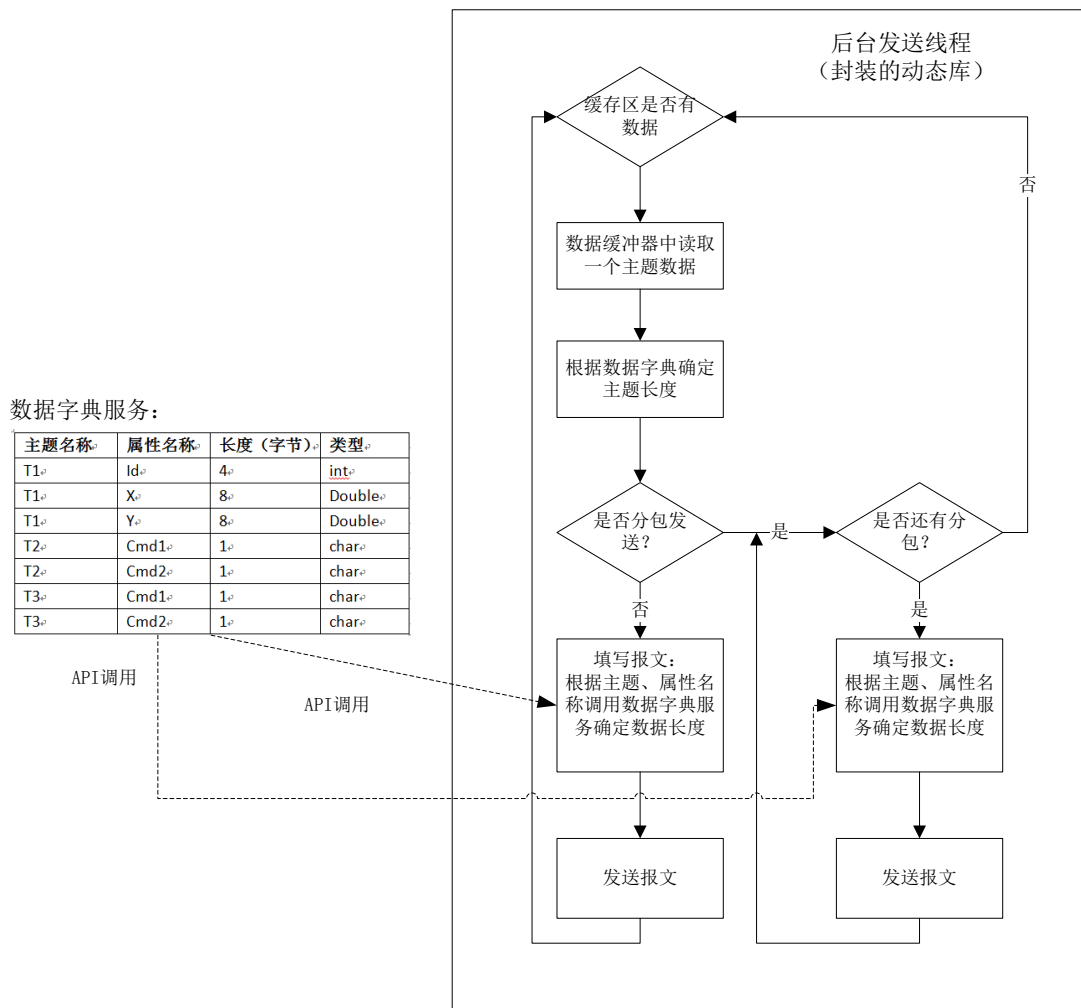 后台发送线程
（封装的动态库）
缓存区是否有
数据
否
数据缓冲器中读取
一个主题数据
根据数据字典确定
主题长度
数据字典服务：
主题名称 属性名称 长度（字节） 类型
T1 Id 4 int
T1 X 8 Double
T1 Y 8 Double
T2 Cmd1 1 char
T2 Cmd2 1 char
T3 Cmd1 1 char
T3 Cmd2 1 char
是否分包发
送？
是
是否还有分
包？
否
是
API调用
API调用
填写报文：
根据主题、属性名
称调用数据字典服
务确定数据长度
填写报文：
根据主题、属性名
称调用数据字典服
务确定数据长度
发送报文
发送报文